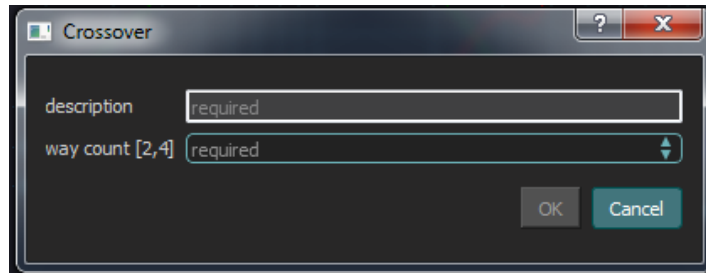 Crossover
?
X
description required
way count [2,4] required
OK Cancel